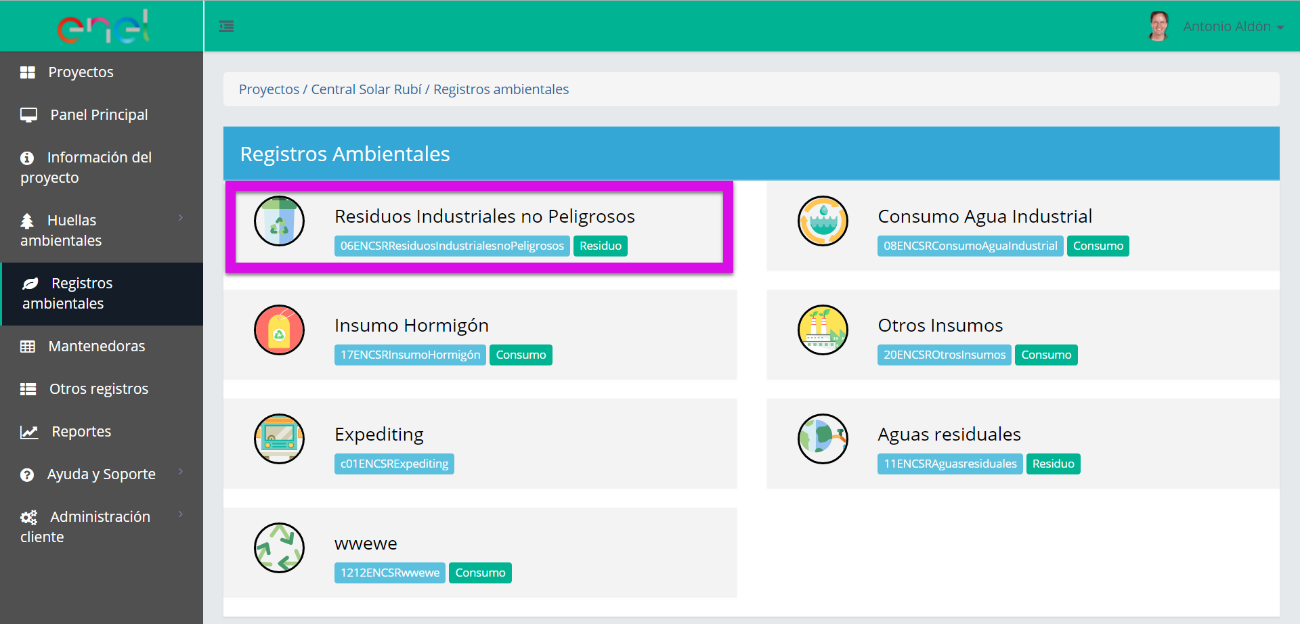 enel
Antonio Aldón
Proyectos
Panel Principal
Información del
proyecto
Huellas
ambientales
Registros
ambientales
Mantenedoras
Otros registros
Reportes
Ayuda y Soporte
Administración
cliente
Proyectos / Central Solar Rubí / Registros ambientales
Registros Ambientales
Residuos Industriales no Peligrosos
06ENCSRResiduosIndustrialesnoPeligrosos Residuo
Consumo Agua Industrial
08ENCSRConsumoAguaIndustrial Consumo
Insumo Hormigón
17ENCSRInsumoHormigón Consumo
Otros Insumos
20ENCSROtrosInsumos Consumo
Expediting
c01ENCSRExpediting
Aguas residuales
11ENCSRAguasresiduales Residuo
wwewe
1212ENCSRwwewe Consumo